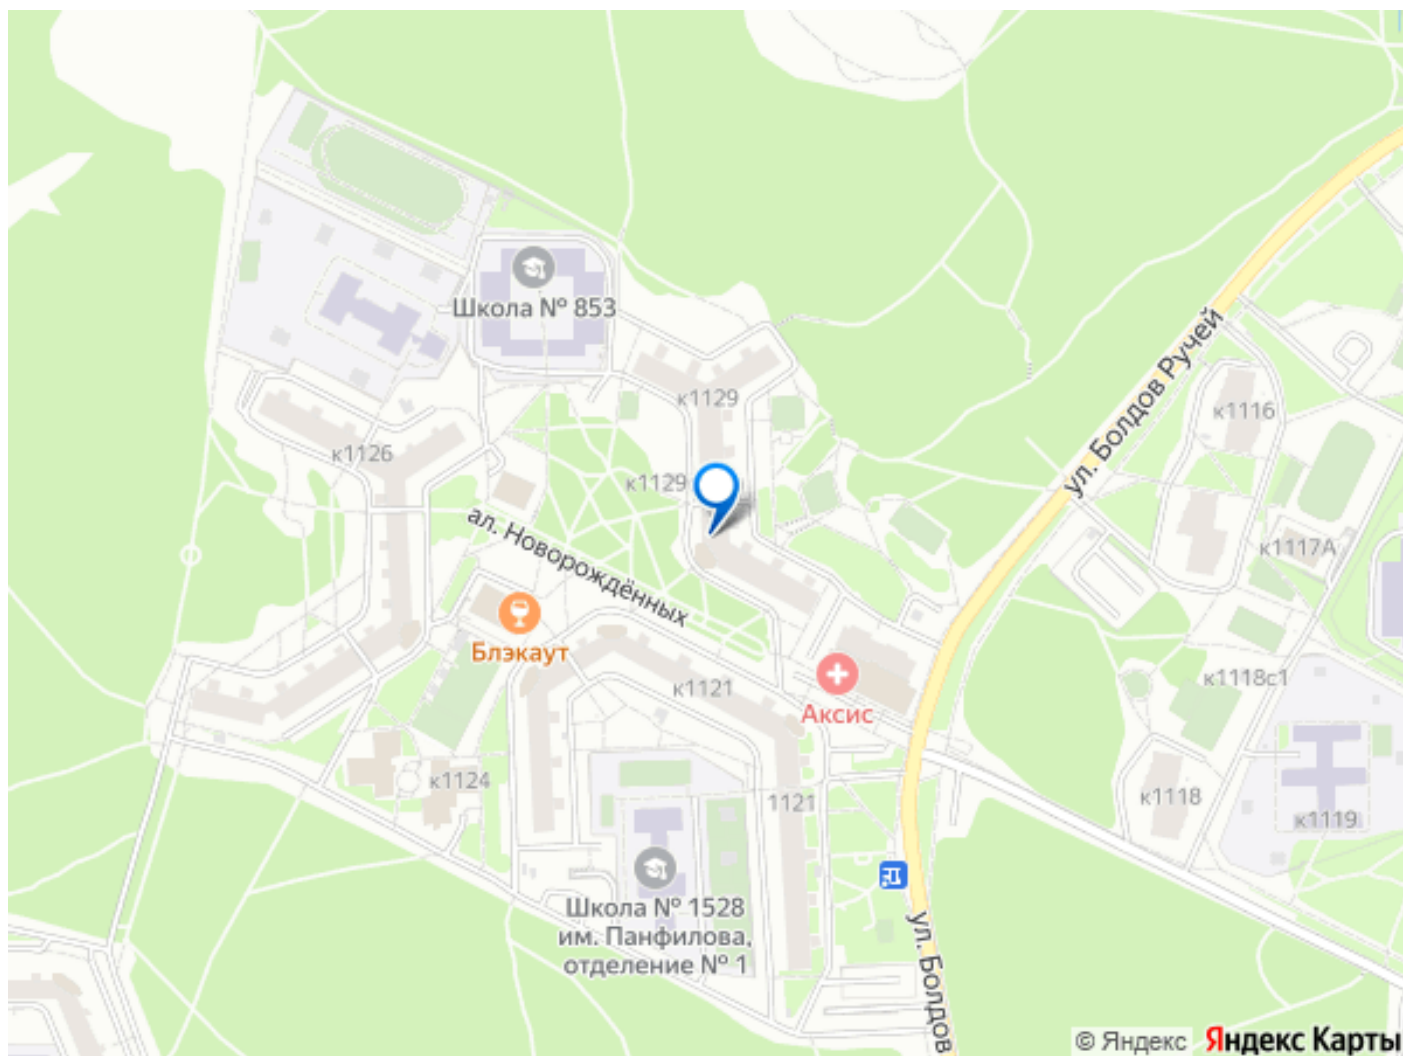 Школа № 853
к1129
к1126
к1129
ал. Новорождённых
Блэкаут
к1121
Аксис
к1124
1121
Школа № 1528
им. Панфилова,
отделение № 1
ул. Болдов Ручей
к1116
к1117А
к1118с1
к1118
к1119
ул. Болдов
© Яндекс Яндекс Карты